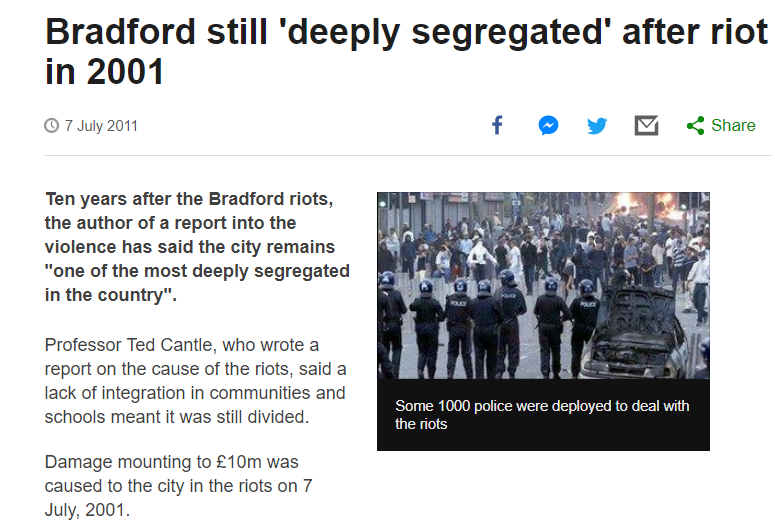 Bradford still 'deeply segregated' after riot
in 2001
7 July 2011
Share
Ten years after the Bradford riots,
the author of a report into the
violence has said the city remains
"one of the most deeply segregated
in the country".
Professor Ted Cantle, who wrote a
report on the cause of the riots, said a
lack of integration in communities and
schools meant it was still divided.
Damage mounting to £10m was
caused to the city in the riots on 7
July, 2001.
POLICE
POLICE
POLICE
Some 1000 police were deployed to deal with
the riots